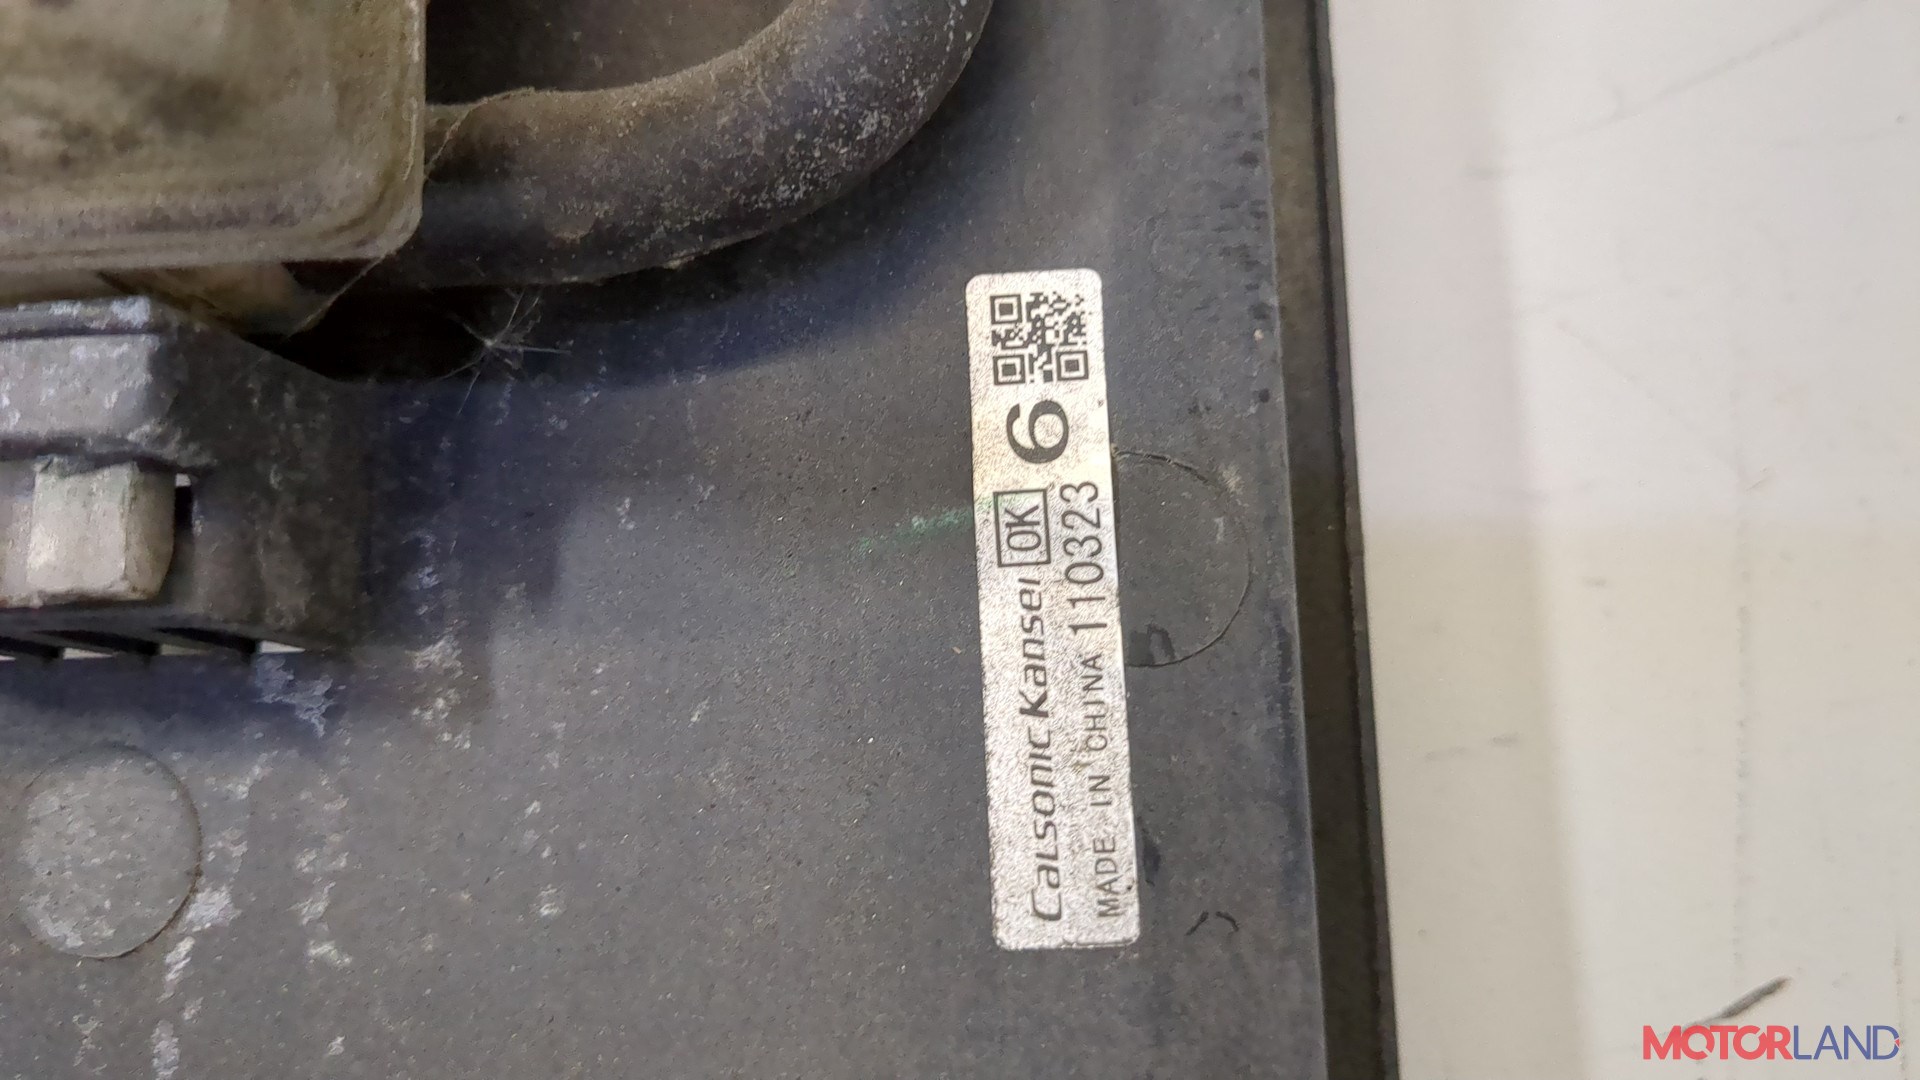 Calsonic Kansei OK 6
MADE IN CHINA 110323
MOTORLAND